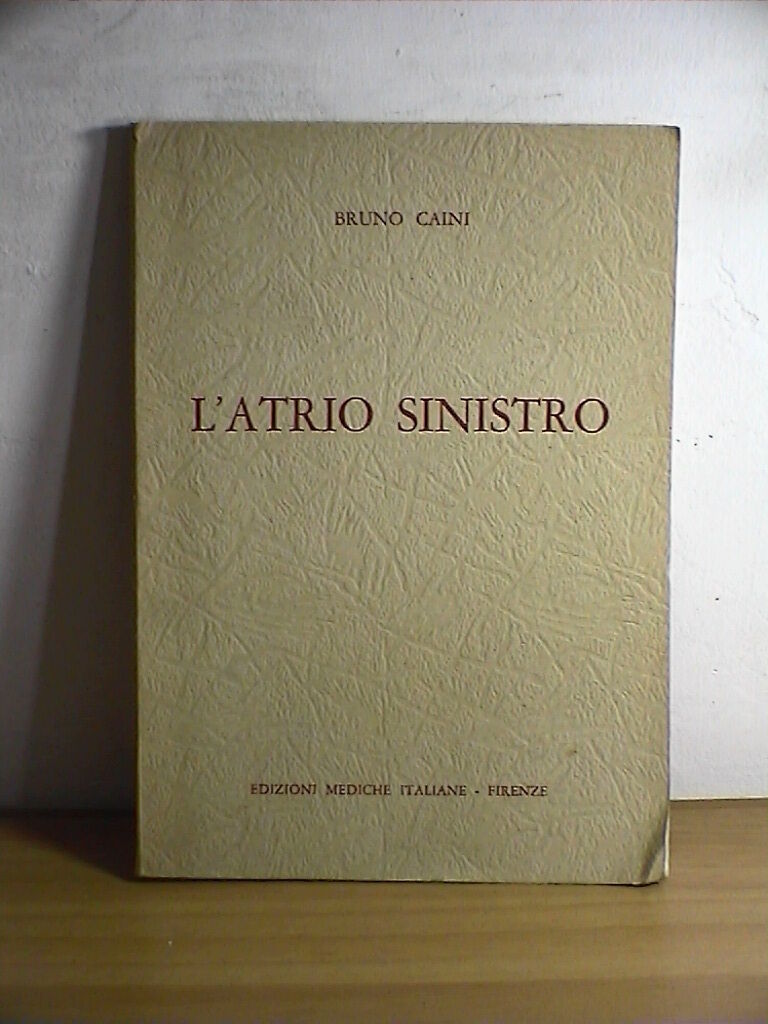 BRUNO CAINI
L'ATRIO SINISTRO
EDIZIONI MEDICHE ITALIANE - FIRENZE